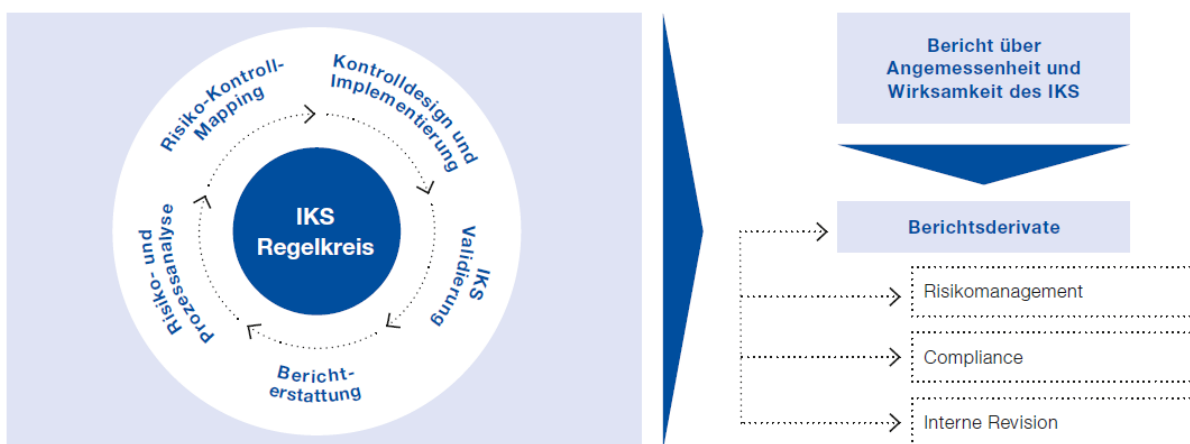 Risiko-Kontroll-
Mapping
Kontrolldesign und
Implementierung
IKS
Validierung
Bericht-
erstattung
Risiko- und
Prozessanalyse
IKS
Regelkreis
Bericht über
Angemessenheit und
Wirksamkeit des IKS
Berichtsderivate
Risikomanagement
Compliance
Interne Revision